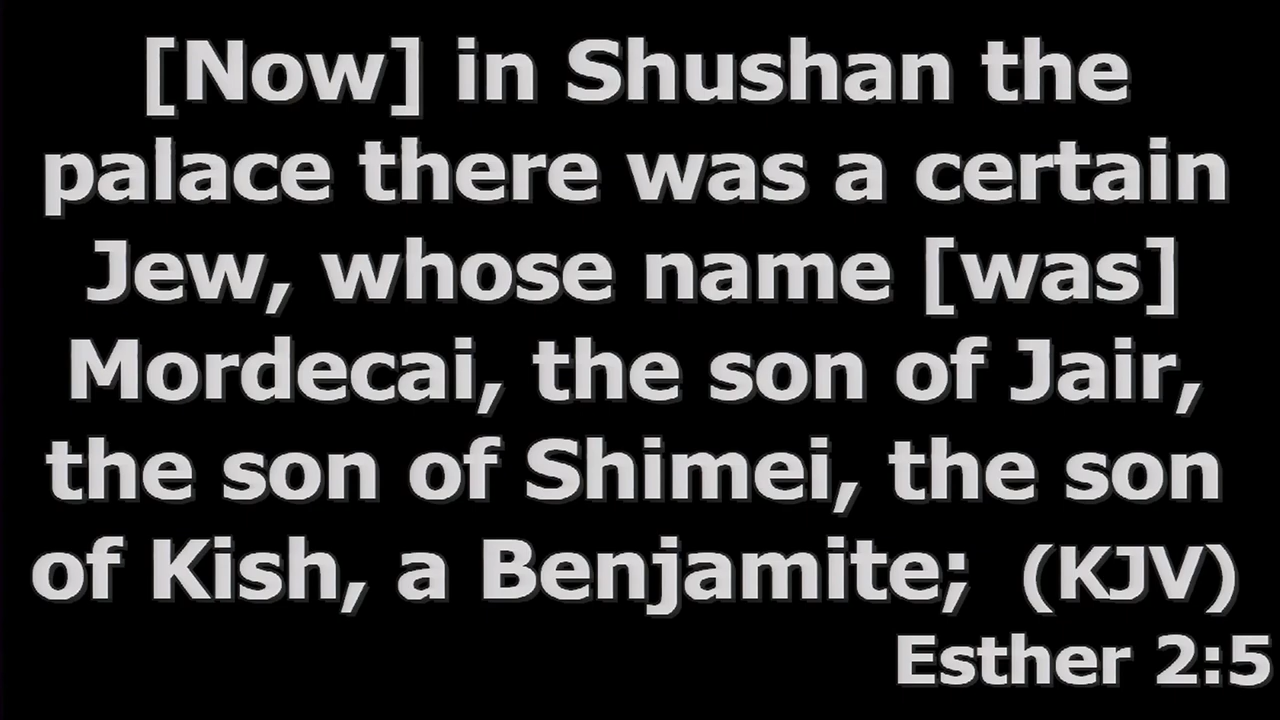 [Now] in Shushan the
palace there was a certain
Jew, whose name [was]
Mordecai, the son of Jair,
the son of Shimei, the son
of Kish, a Benjamite; (KJV)
Esther 2:5